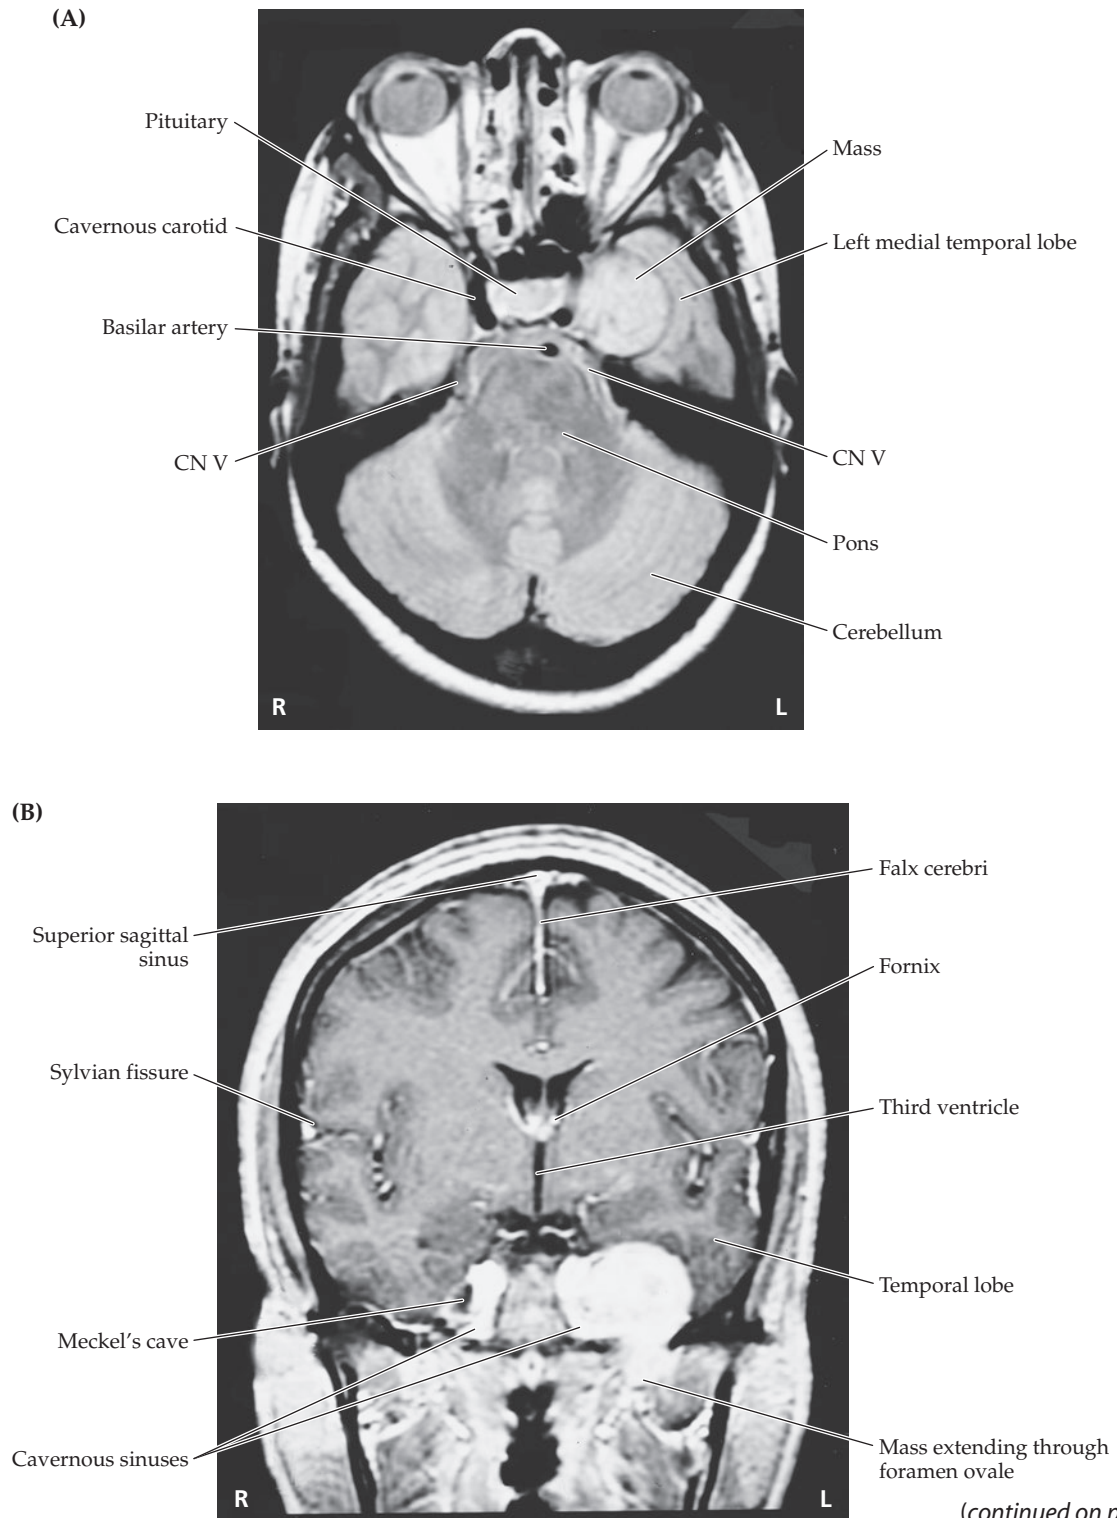 (A)
Pituitary
Mass
Cavernous carotid
Left medial temporal lobe
Basilar artery
CN V
CN V
Pons
Cerebellum
R
L
(B)
Falx cerebri
Superior sagittal
sinus
Fornix
Sylvian fissure
Third ventricle
Temporal lobe
Meckel's cave
Cavernous sinuses
Mass extending through
foramen ovale
R
L
(continued on p